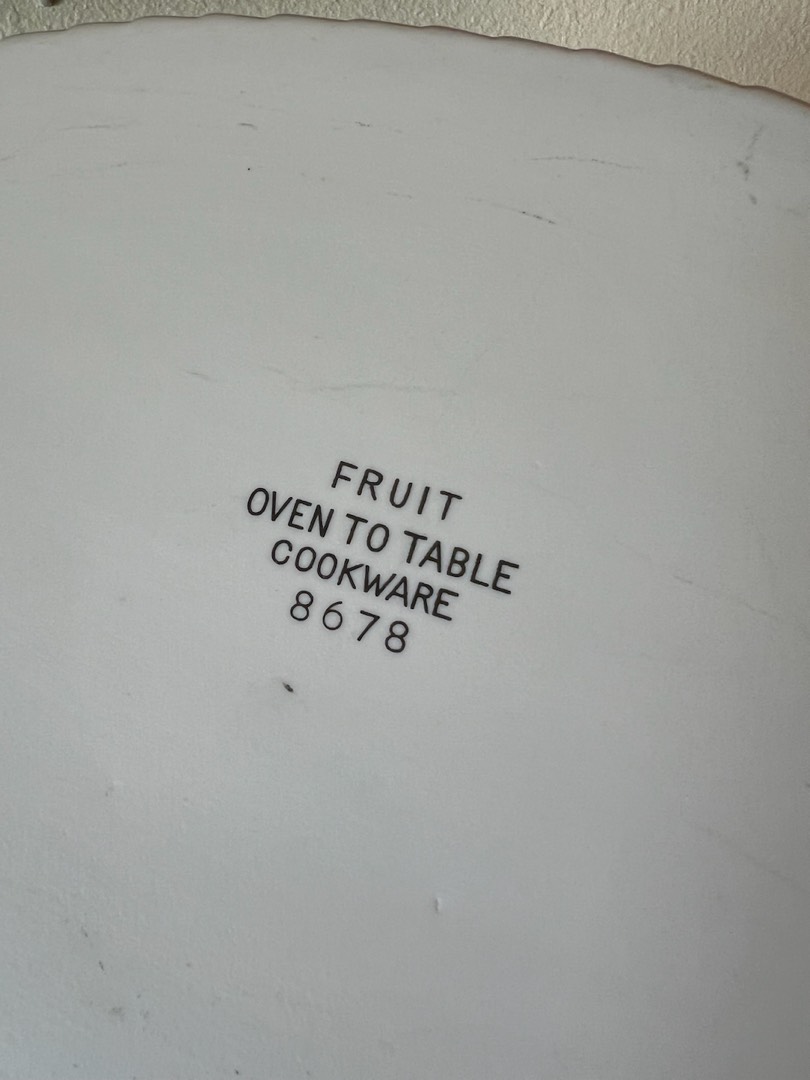 FRUIT
OVEN TO TABLE
COOKWARE
8678